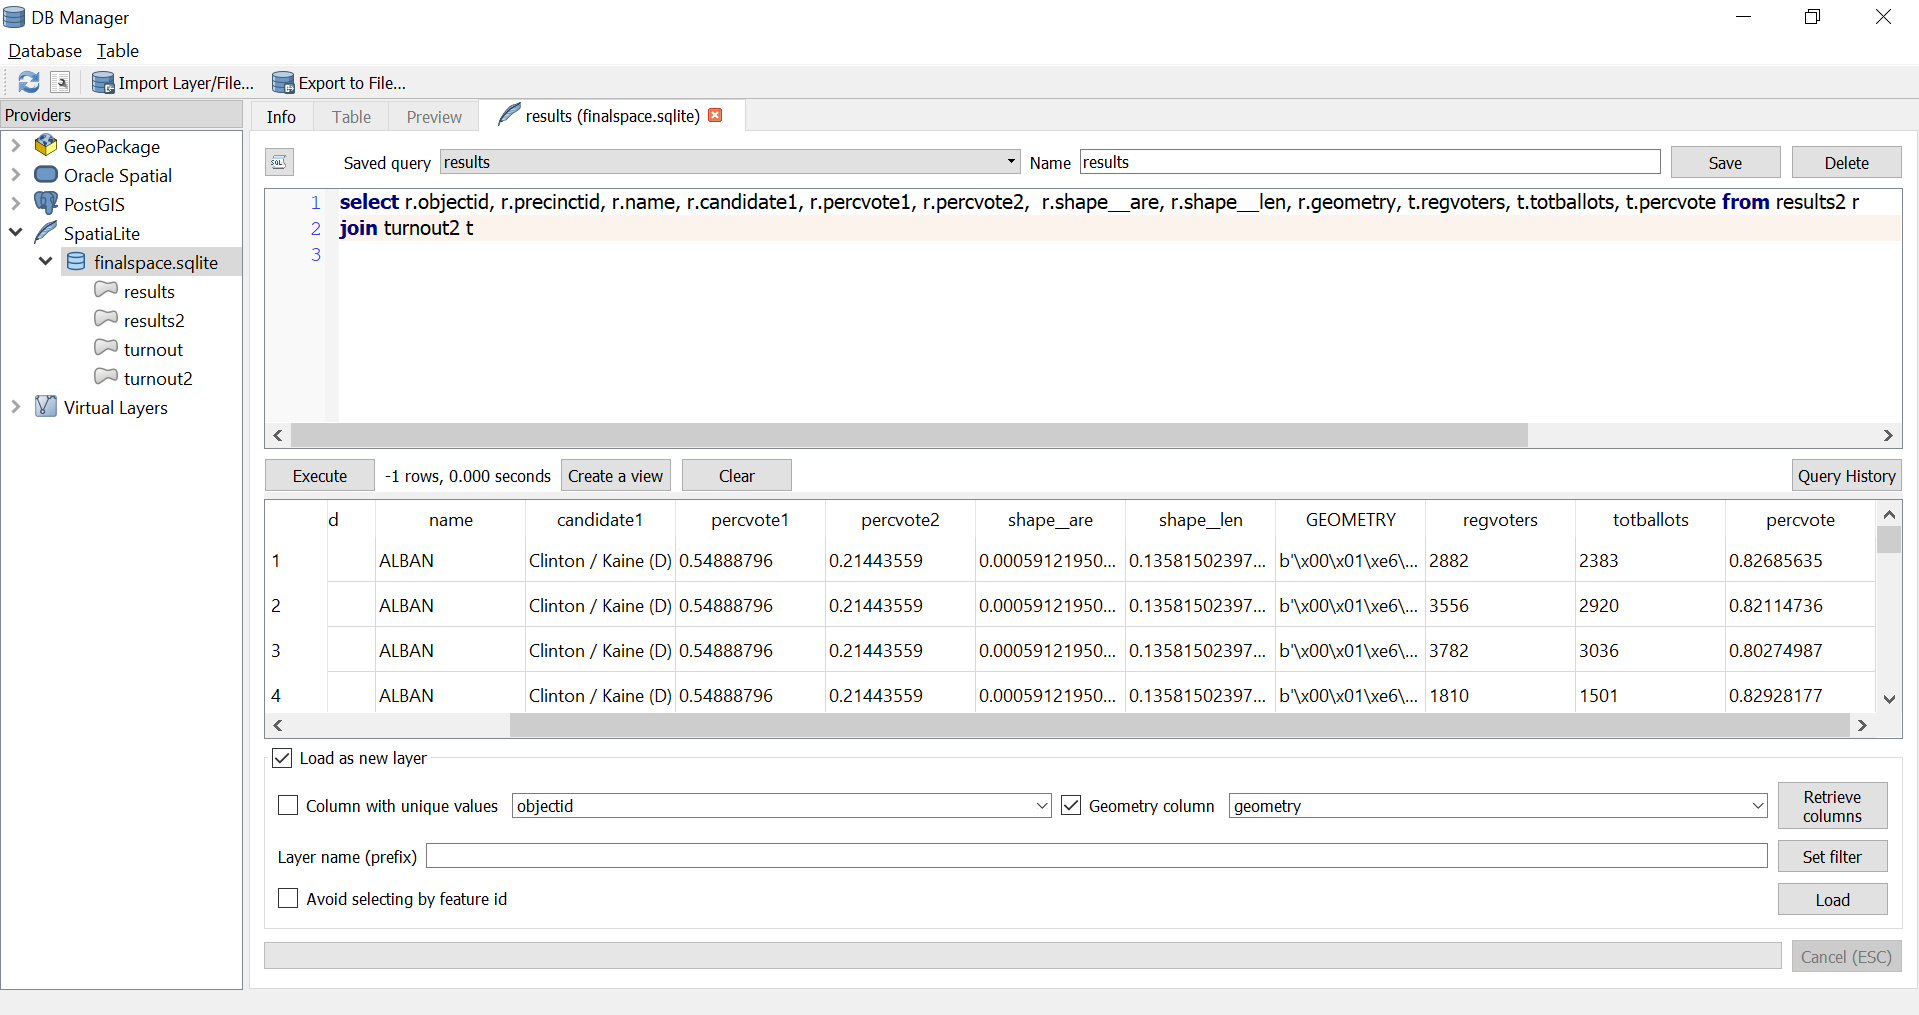 DB Manager
Database Table
Import Layer/File... Export to File...
Providers
GeoPackage
Oracle Spatial
PostGIS
SpatiaLite
finalspace.sqlite
results
results2
turnout
turnout2
Virtual Layers
Info Table Preview results (finalspace.sqlite)
SQL Saved query results Name results Save Delete
1 select r.objectid, r.precinctid, r.name, r.candidate1, r.percvote1, r.percvote2,  r.shape__are, r.shape__len, r.geometry, t.regvoters, t.totballots, t.percvote from results2 r
2 join turnout2 t
3
Execute -1 rows, 0.000 seconds Create a view Clear Query History
d name candidate1 percvote1 percvote2 shape__are shape__len GEOMETRY regvoters totballots percvote
1 ALBAN Clinton / Kaine (D) 0.54888796 0.21443559 0.00059121950... 0.13581502397... b'\x00\x01\xe6\... 2882 2383 0.82685635
2 ALBAN Clinton / Kaine (D) 0.54888796 0.21443559 0.00059121950... 0.13581502397... b'\x00\x01\xe6\... 3556 2920 0.82114736
3 ALBAN Clinton / Kaine (D) 0.54888796 0.21443559 0.00059121950... 0.13581502397... b'\x00\x01\xe6\... 3782 3036 0.80274987
4 ALBAN Clinton / Kaine (D) 0.54888796 0.21443559 0.00059121950... 0.13581502397... b'\x00\x01\xe6\... 1810 1501 0.82928177
Load as new layer
Column with unique values objectid Geometry column geometry Retrieve columns
Layer name (prefix) Set filter
Avoid selecting by feature id Load
Cancel (ESC)